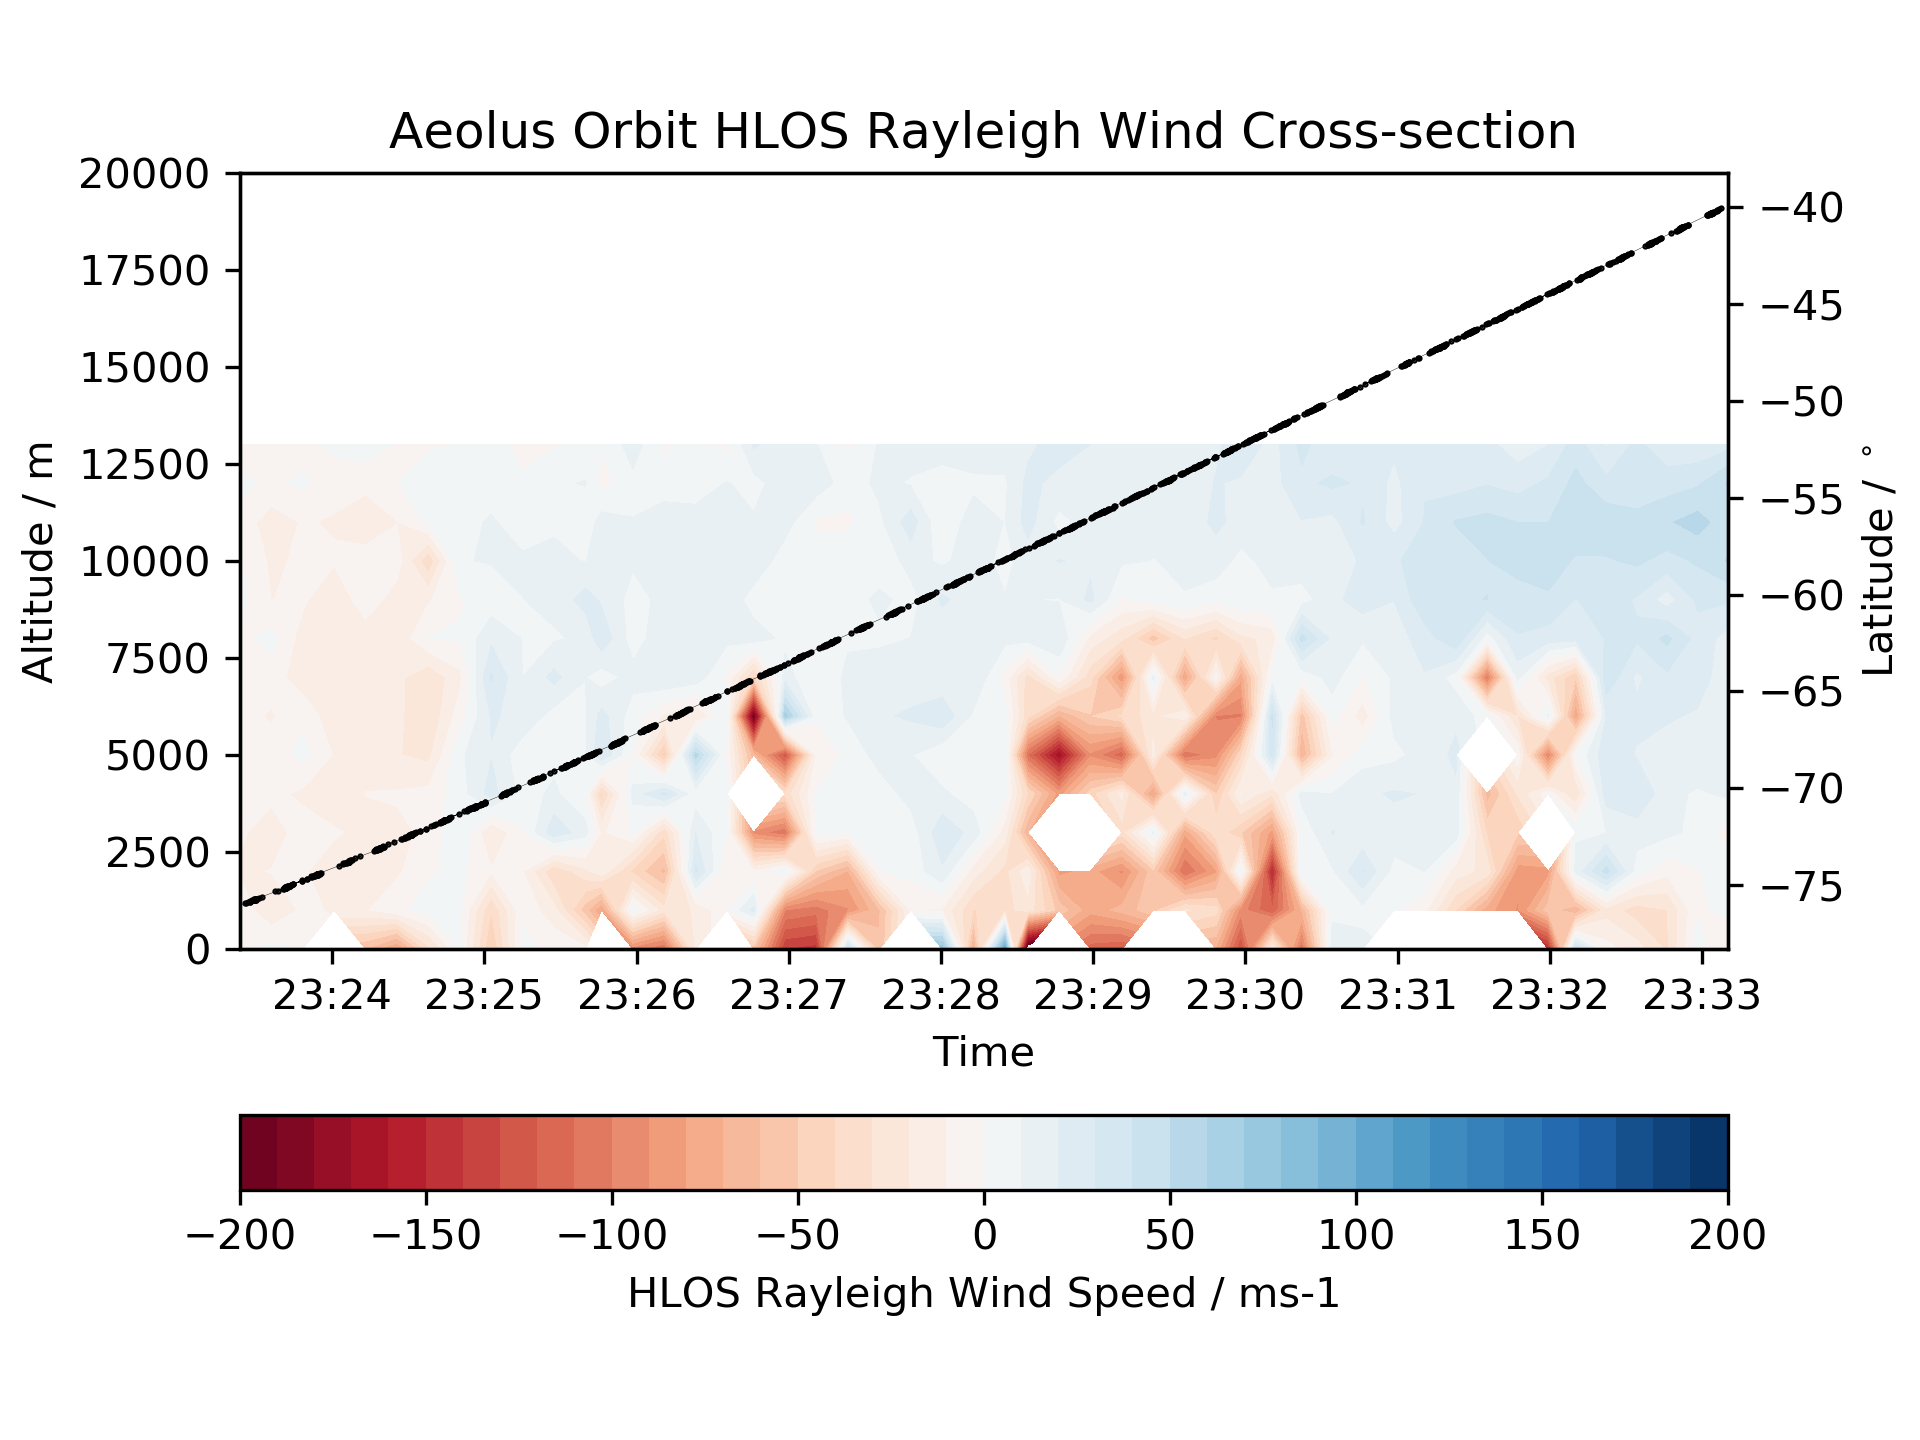 Aeolus Orbit HLOS Rayleigh Wind Cross-section
20000
17500
15000
12500
10000
7500
5000
2500
0
Altitude / m
−40
−45
−50
−55
−60
−65
−70
−75
Latitude / °
23:24 23:25 23:26 23:27 23:28 23:29 23:30 23:31 23:32 23:33
Time
−200 −150 −100 −50 0 50 100 150 200
HLOS Rayleigh Wind Speed / ms-1